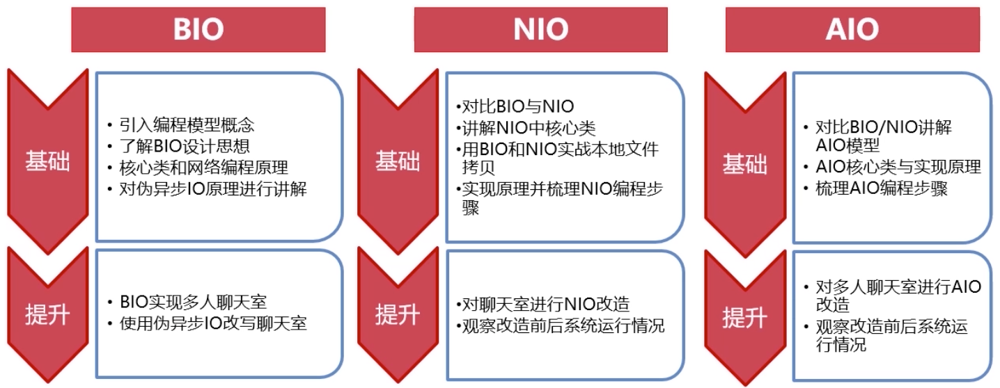 BIO
基础
• 引入编程模型概念
• 了解BIO设计思想
• 核心类和网络编程原理
• 对伪异步IO原理进行讲解
提升
• BIO实现多人聊天室
• 使用伪异步IO改写聊天室
NIO
基础
•对比BIO与NIO
•讲解NIO中核心类
•用BIO和NIO实战本地文件
拷贝
•实现原理并梳理NIO编程步
骤
提升
•对聊天室进行NIO改造
•观察改造前后系统运行情况
AIO
基础
• 对比BIO/NIO讲解
AIO模型
• AIO核心类与实现原理
• 梳理AIO编程步骤
提升
• 对多人聊天室进行AIO
改造
• 观察改造前后系统运
行情况